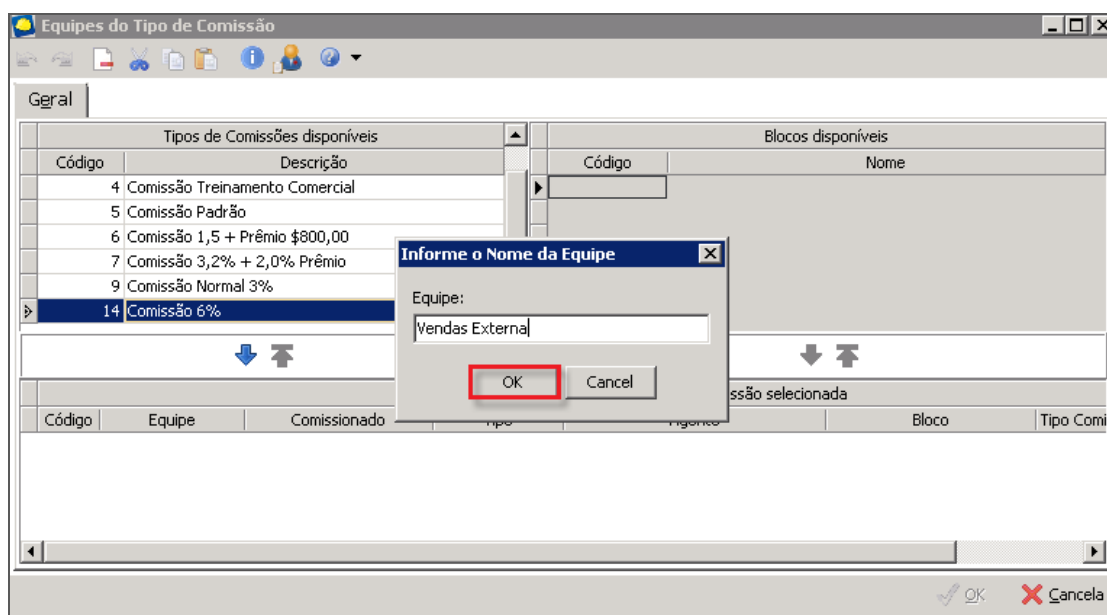 Equipes do Tipo de Comissão
Geral
Tipos de Comissões disponíveis
Código Descrição
4 Comissão Treinamento Comercial
5 Comissão Padrão
6 Comissão 1,5 + Prêmio $800,00
7 Comissão 3,2% + 2,0% Prêmio
9 Comissão Normal 3%
14 Comissão 6%
Blocos disponíveis
Código Nome
Informe o Nome da Equipe
Equipe:
Vendas Externa
OK Cancel
ssão selecionada
Código Equipe Comissionado Tipo Agente Bloco Tipo Comi
OK Cancela